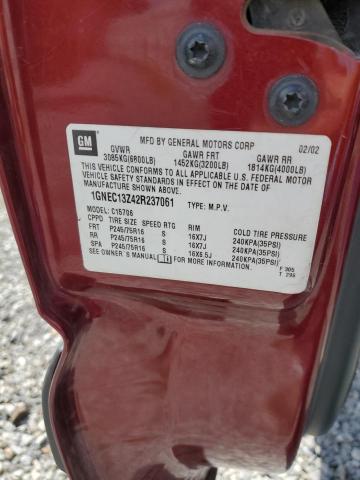 GM
MFD BY GENERAL MOTORS CORP 02/02
GVWR GAWR FRT GAWR RR
3085KG(6800LB) 1452KG(3200LB) 1814KG(4000LB)
THIS VEHICLE CONFORMS TO ALL APPLICABLE U.S. FEDERAL MOTOR
VEHICLE SAFETY STANDARDS IN EFFECT ON THE DATE OF
MANUFACTURE SHOWN ABOVE.
1GNEC13Z42R237061 TYPE: M.P.V.
MODEL: C15706
CPPD TIRE SIZE SPEED RTG RIM COLD TIRE PRESSURE
FRT P245/75R16 S 16X7J 240KPA(35PSI)
RR P245/75R16 S 16X7J 240KPA(35PSI)
SPA P245/75R16 S 16X6.5J 240KPA(35PSI)
SEE OWNER'S MANUAL FOR MORE INFORMATION. F 305
T 295